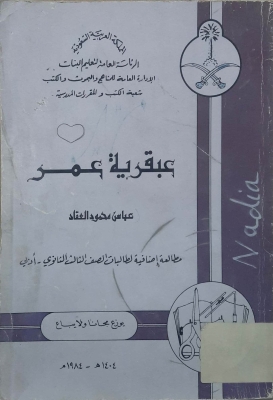 المملكة العربية السعودية
الرئاسة العامة لتعليم البنات
الإدارة العامة للمناهج والبحوث والكتب
شعبة الكتب والمقررات المدرسية
عبقرية عمر
عباس محمود العقاد
مطالعة إضافية لطالبات الصف الثالث الثانوي - أدبي
يوزع مجانا ولا يباع
١٤٠٤هـ - ١٩٨٤م
Nadia